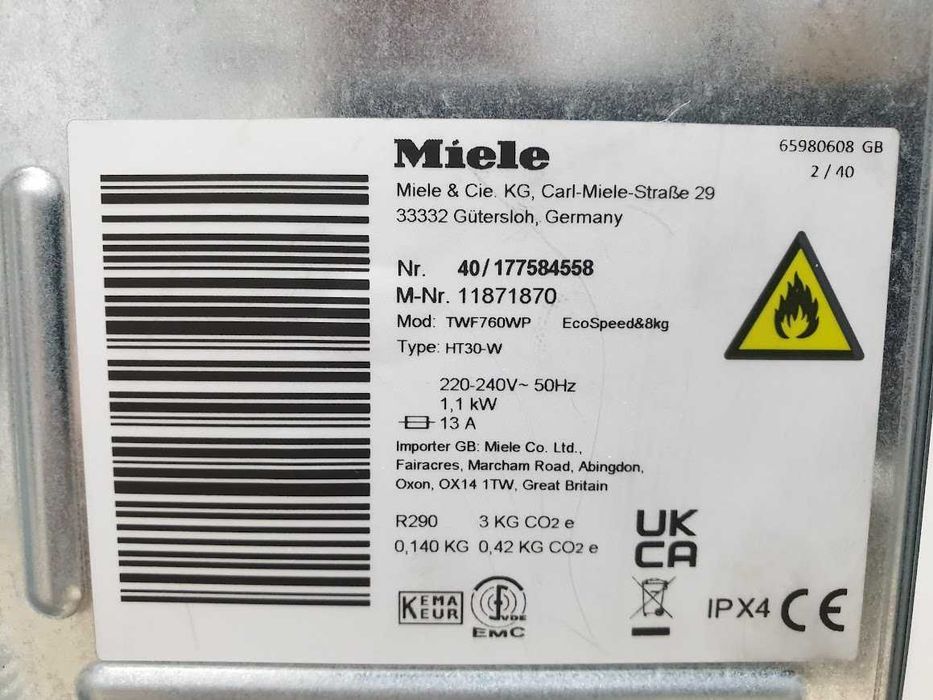 Miele
65980608 GB
2 / 40
Miele & Cie. KG, Carl-Miele-Straße 29
33332 Gütersloh, Germany
Nr. 40/177584558
M-Nr. 11871870
Mod: TWF760WP EcoSpeed&8kg
Type: HT30-W
220-240V~ 50Hz
1,1 kW
13 A
Importer GB: Miele Co. Ltd.,
Fairacres, Marcham Road, Abingdon,
Oxon, OX14 1TW, Great Britain
R290 3 KG CO2 e
0,140 KG 0,42 KG CO2 e
UK
CA
KEMA
KEUR
VDE
EMC
IPX4 CE